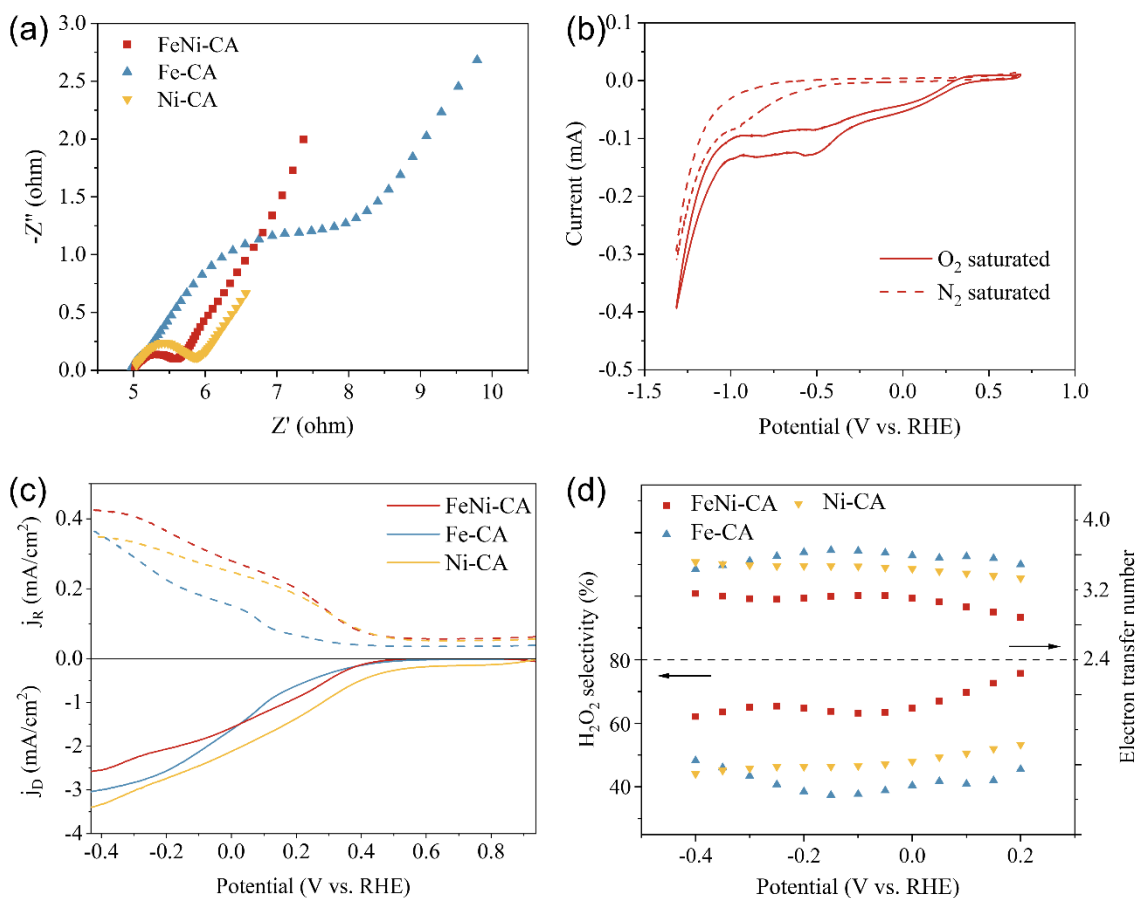 (a)
FeNi-CA
Fe-CA
Ni-CA
-Z'' (ohm)
3.0
2.5
2.0
1.5
1.0
0.5
0.0
5 6 7 8 9 10
Z' (ohm)
(b)
Current (mA)
0.1
0.0
-0.1
-0.2
-0.3
-0.4
-0.5
O₂ saturated
N₂ saturated
-1.5 -1.0 -0.5 0.0 0.5 1.0
Potential (V vs. RHE)
(c)
FeNi-CA
Fe-CA
Ni-CA
j_R (mA/cm²)
0.4
0.2
0.0
j_D (mA/cm²)
-1
-2
-3
-4
-0.4 -0.2 0.0 0.2 0.4 0.6 0.8
Potential (V vs. RHE)
(d)
FeNi-CA Ni-CA
Fe-CA
H₂O₂ selectivity (%)
80
60
40
Electron transfer number
4.0
3.2
2.4
-0.4 -0.2 0.0 0.2
Potential (V vs. RHE)